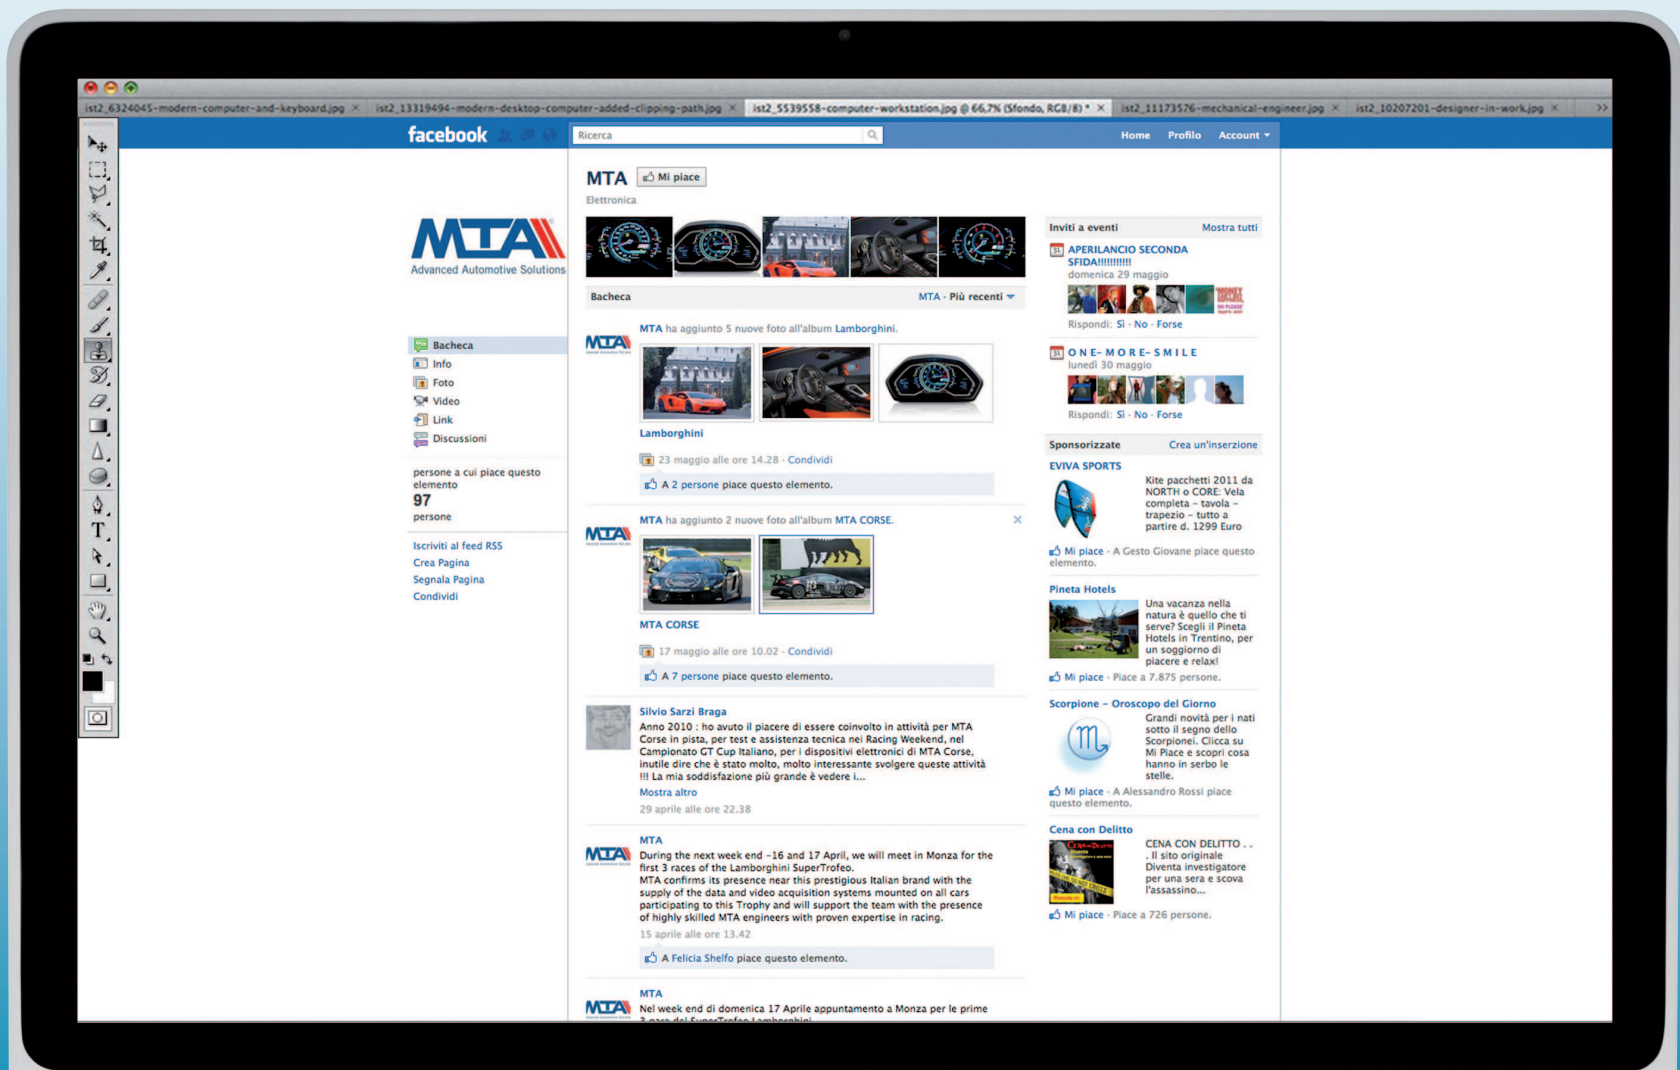 ist2_6324045-modern-computer-and-keyboard.jpg ×
ist2_13319494-modern-desktop-computer-added-clipping-path.jpg ×
ist2_5539558-computer-workstation.jpg @ 66,7% (Sfondo, RGB/8) * ×
ist2_11173576-mechanical-engineer.jpg ×
ist2_10207201-designer-in-work.jpg ×
>>
facebook
Ricerca
Home Profilo Account
T
MTA
Advanced Automotive Solutions
Bacheca
Info
Foto
Video
Link
Discussioni
persone a cui piace questo
elemento
97
persone
Iscriviti al feed RSS
Crea Pagina
Segnala Pagina
Condividi
MTA Mi piace
Elettronica
Bacheca MTA · Più recenti
MTA
MTA ha aggiunto 5 nuove foto all'album Lamborghini.
Lamborghini
23 maggio alle ore 14.28 · Condividi
A 2 persone piace questo elemento.
MTA
MTA ha aggiunto 2 nuove foto all'album MTA CORSE.
MTA CORSE
17 maggio alle ore 10.02 · Condividi
A 7 persone piace questo elemento.
Silvio Sarzi Braga
Anno 2010 : ho avuto il piacere di essere coinvolto in attività per MTA
Corse in pista, per test e assistenza tecnica nei Racing Weekend, nel
Campionato GT Cup Italiano, per i dispositivi elettronici di MTA Corse,
inutile dire che è stato molto, molto interessante svolgere queste attività
!!! La mia soddisfazione più grande è vedere i...
Mostra altro
29 aprile alle ore 22.38
MTA
MTA
During the next week end -16 and 17 April, we will meet in Monza for the
first 3 races of the Lamborghini SuperTrofeo.
MTA confirms its presence near this prestigious Italian brand with the
supply of the data and video acquisition systems mounted on all cars
participating to this Trophy and will support the team with the presence
of highly skilled MTA engineers with proven expertise in racing.
15 aprile alle ore 13.42
A Felicia Shelfo piace questo elemento.
MTA
MTA
Nel week end di domenica 17 Aprile appuntamento a Monza per le prime
3 gare del SuperTrofeo Lamborghini
Inviti a eventi Mostra tutti
31 APERILANCIO SECONDA
SFIDA!!!!!!!!!!!
domenica 29 maggio
Rispondi: Sì · No · Forse
31 O N E- M O R E- S M I L E
lunedì 30 maggio
Rispondi: Sì · No · Forse
Sponsorizzate Crea un'inserzione
EVIVA SPORTS
Kite pacchetti 2011 da
NORTH o CORE: Vela
completa - tavola -
trapezio - tutto a
partire d. 1299 Euro
Mi piace · A Gesto Giovane piace questo
elemento.
Pineta Hotels
Una vacanza nella
natura è quello che ti
serve? Scegli il Pineta
Hotels in Trentino, per
un soggiorno di
piacere e relax!
Mi piace · Piace a 7.875 persone.
Scorpione - Oroscopo del Giorno
Grandi novità per i nati
sotto il segno dello
Scorpionei. Clicca su
Mi Piace e scopri cosa
hanno in serbo le
stelle.
Mi piace · A Alessandro Rossi piace
questo elemento.
Cena con Delitto
CENA CON DELITTO . .
. Il sito originale
Diventa investigatore
per una sera e scova
l'assassino...
Mi piace · Piace a 726 persone.